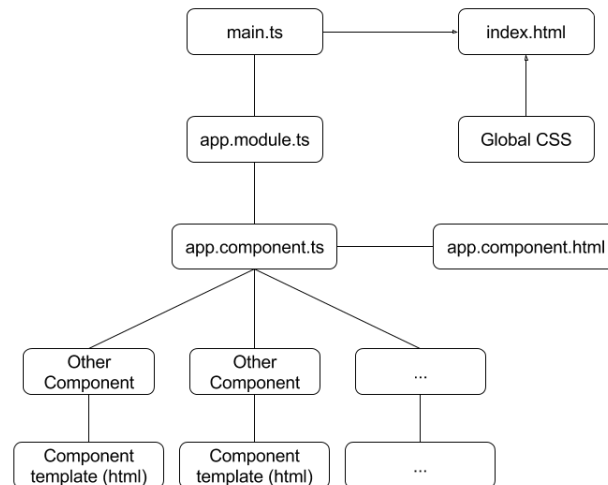 main.ts
index.html
app.module.ts
Global CSS
app.component.ts
app.component.html
Other
Component
Other
Component
...
Component
template (html)
Component
template (html)
...